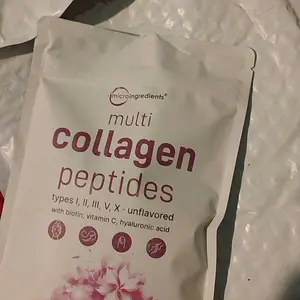 microingredients®
multi
collagen
peptides
types I, II, III, V, X - unflavored
with biotin, vitamin C, hyaluronic acid